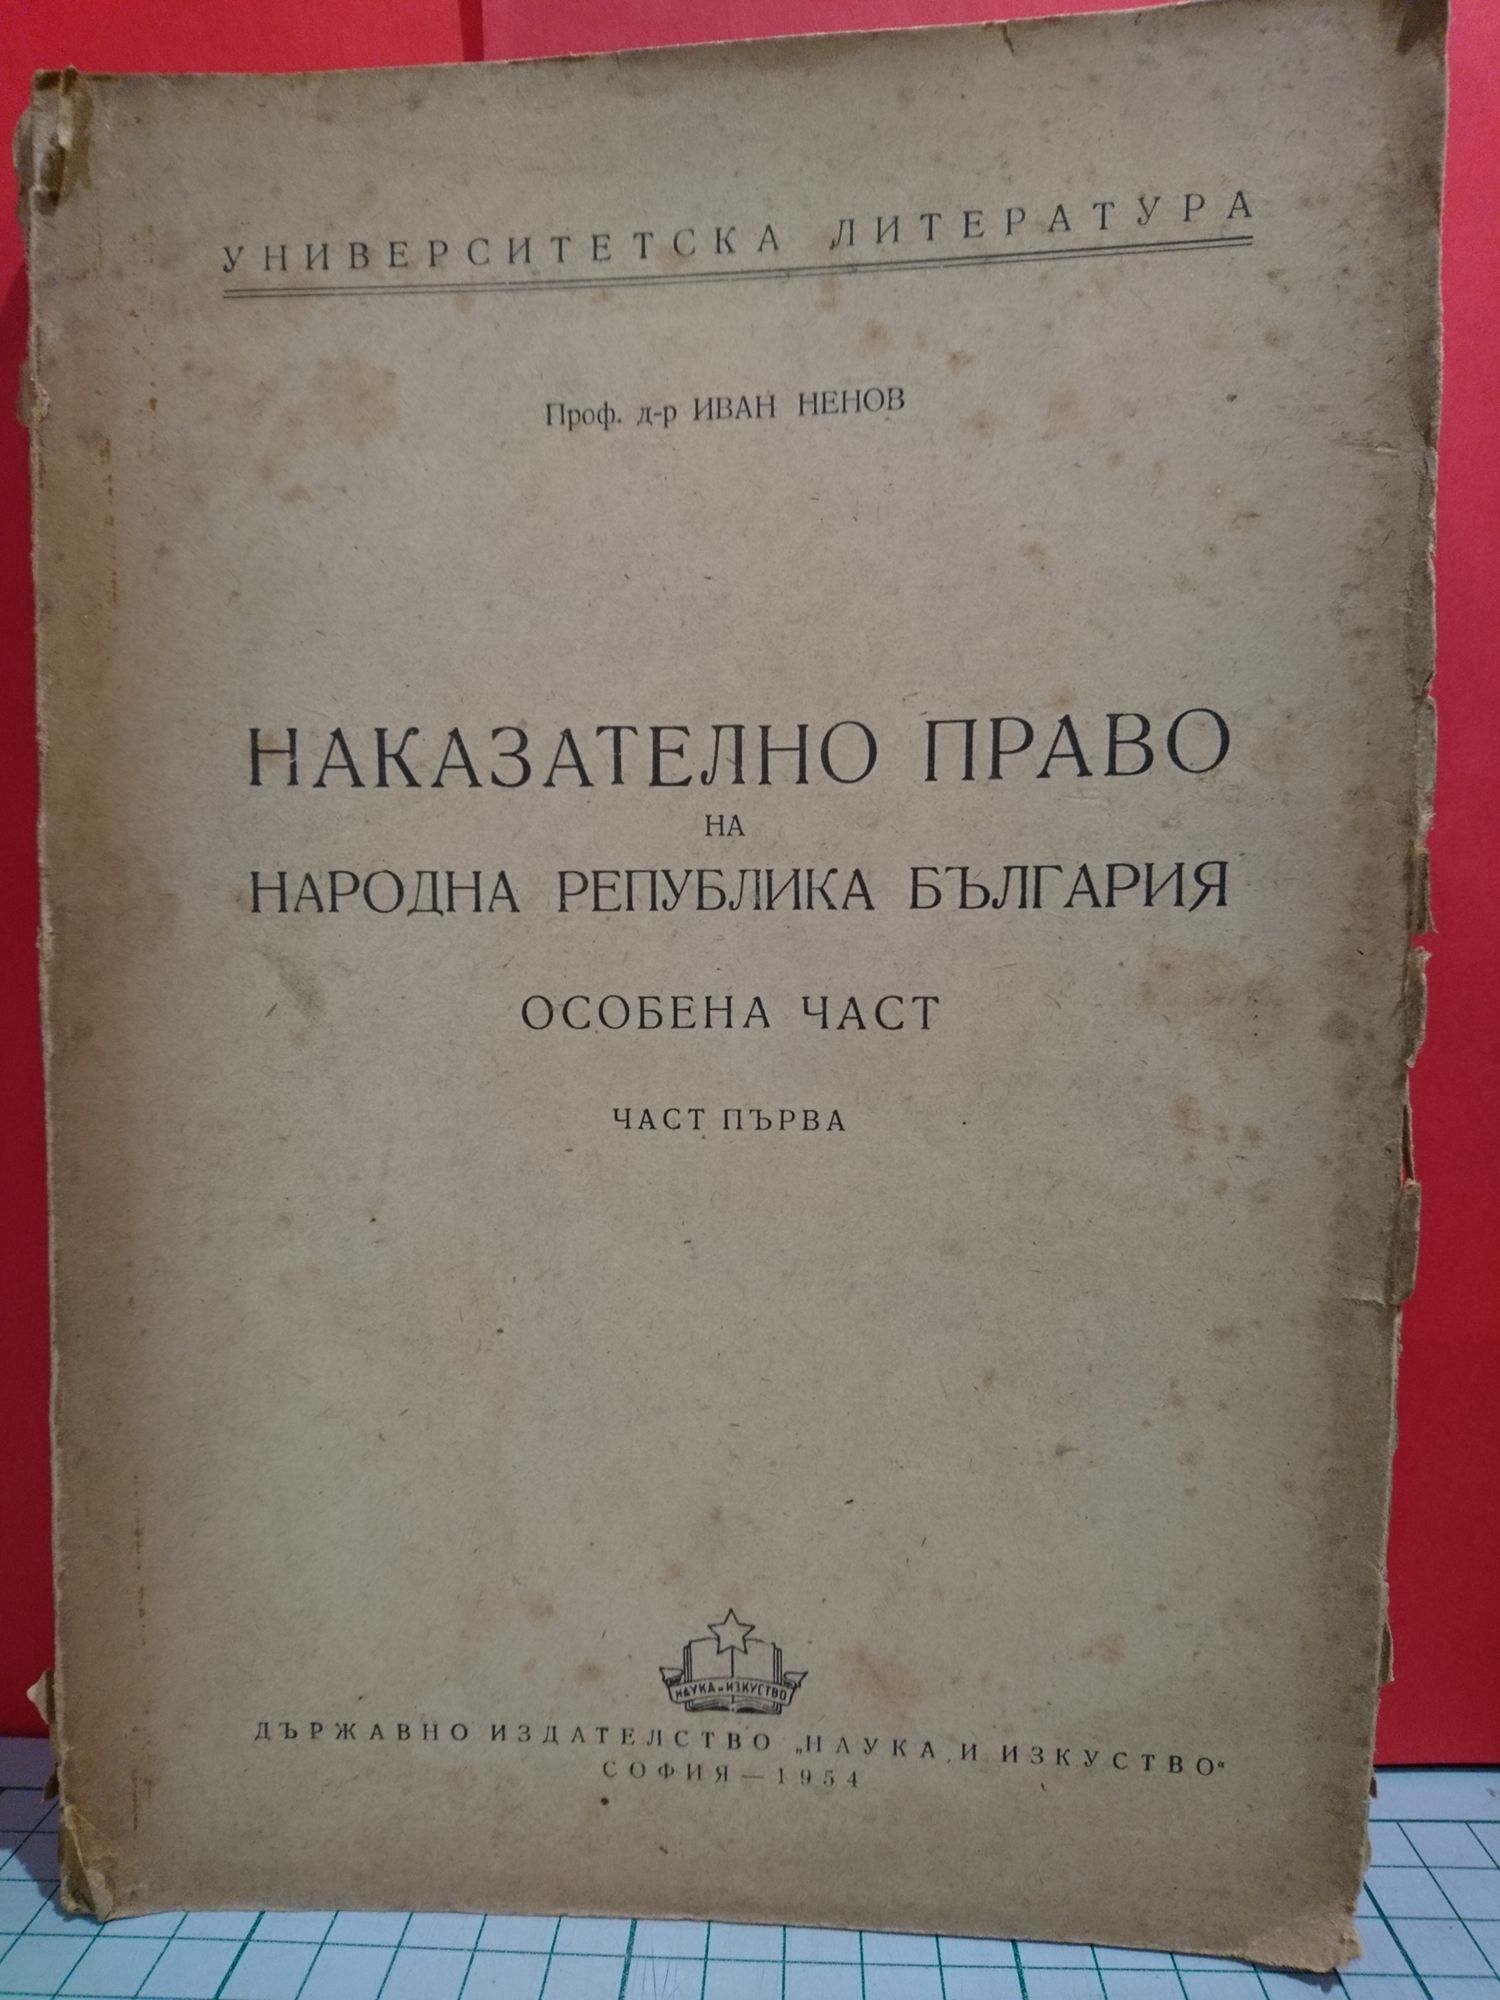 УНИВЕРСИТЕТСКА ЛИТЕРАТУРА
Проф. д-р ИВАН НЕНОВ
НАКАЗАТЕЛНО ПРАВО
НА
НАРОДНА РЕПУБЛИКА БЪЛГАРИЯ
ОСОБЕНА ЧАСТ
ЧАСТ ПЪРВА
НАУКА и ИЗКУСТВО
ДЪРЖАВНО ИЗДАТЕЛСТВО „НАУКА И ИЗКУСТВО“
СОФИЯ — 1954